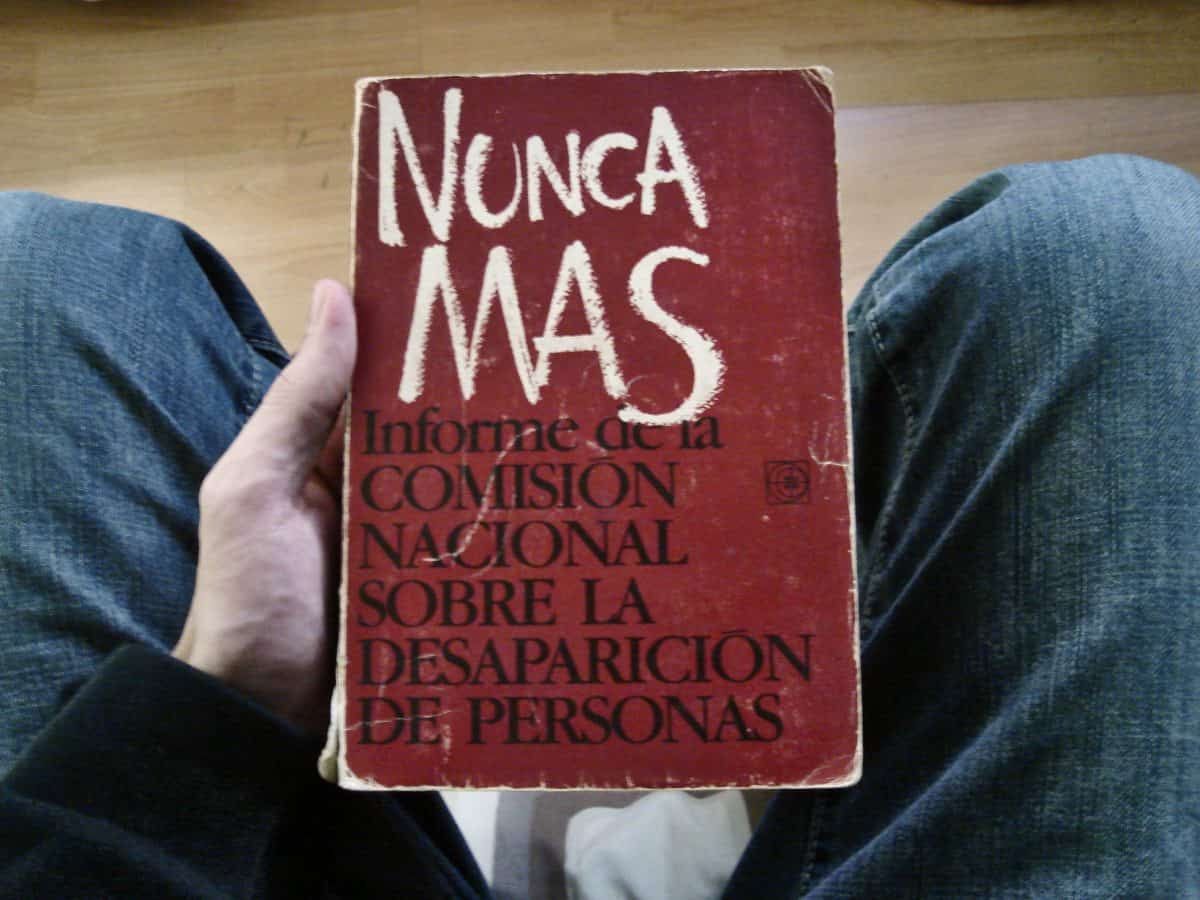 NUNCA
MAS
Informe de la
COMISIÓN
NACIONAL
SOBRE LA
DESAPARICIÓN
DE PERSONAS